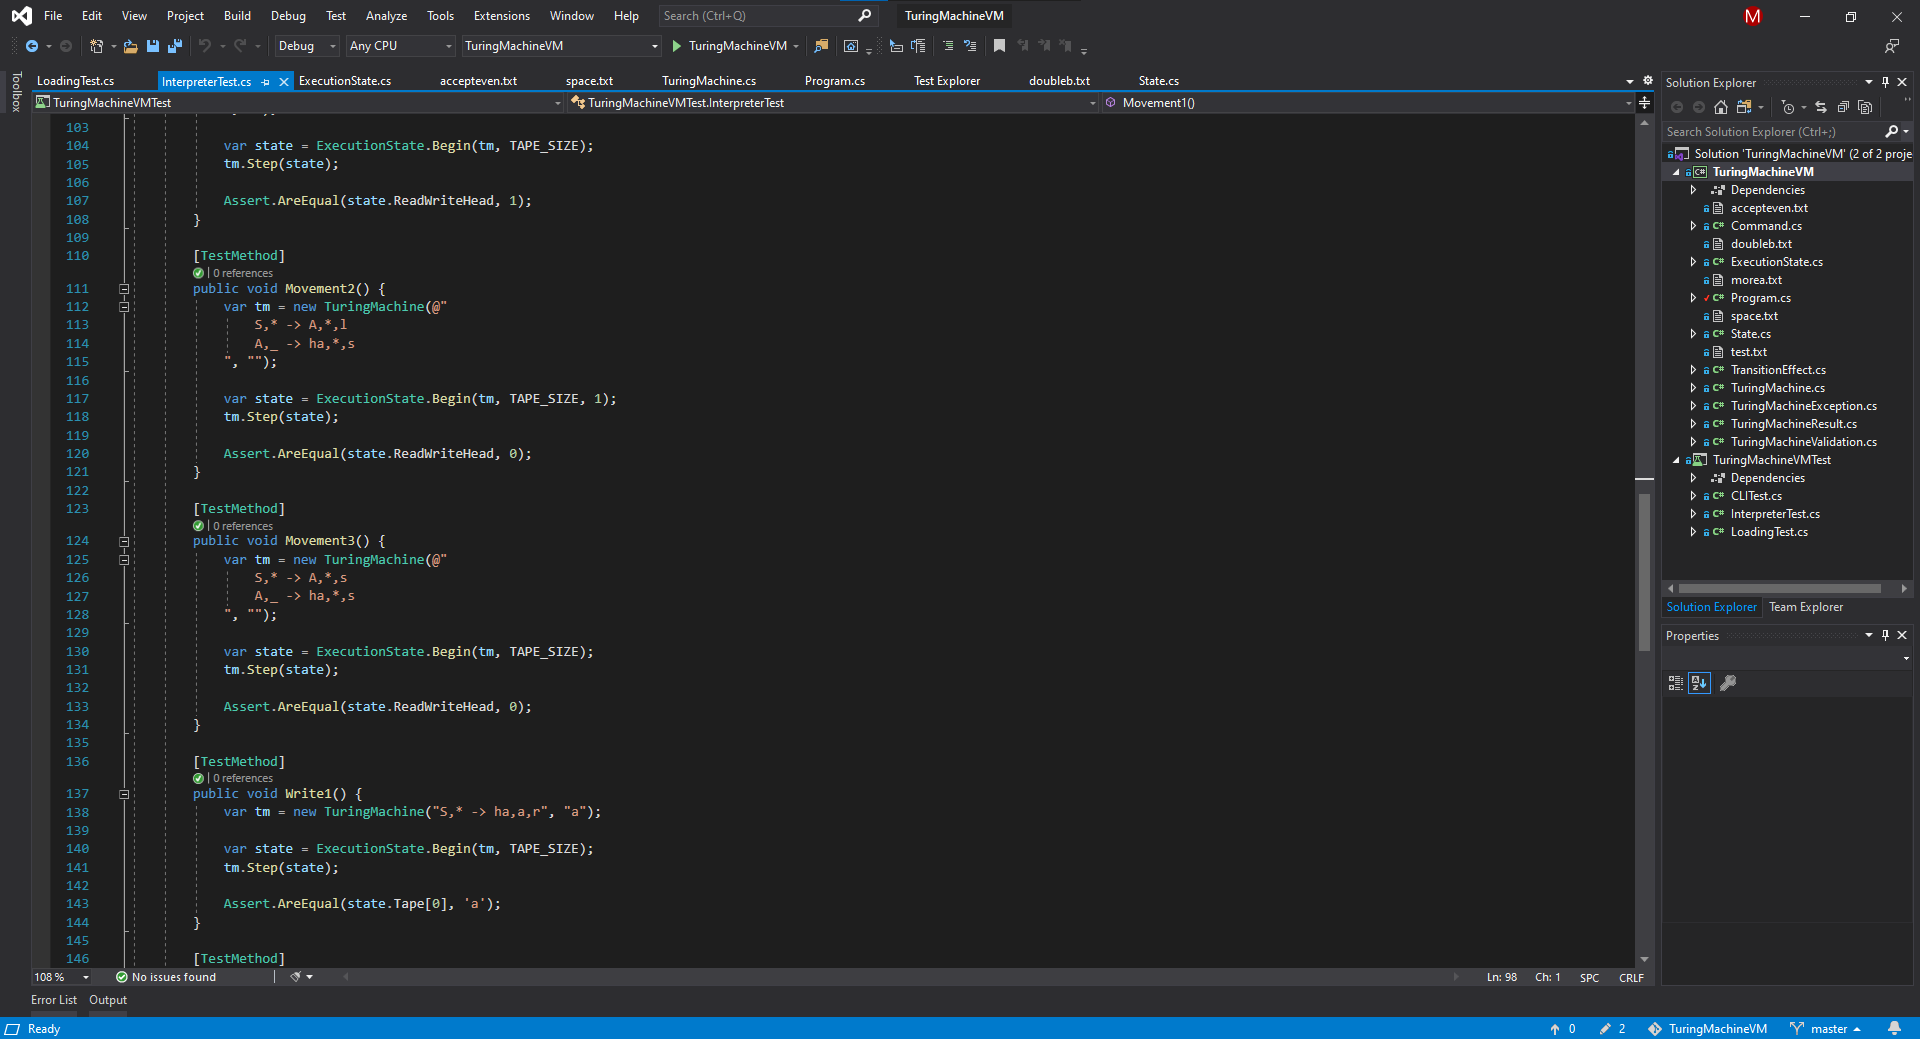 File Edit View Project Build Debug Test Analyze Tools Extensions Window Help Search (Ctrl+Q) TuringMachineVM M
Debug Any CPU TuringMachineVM TuringMachineVM
Toolbox
LoadingTest.cs InterpreterTest.cs ExecutionState.cs accepteven.txt space.txt TuringMachine.cs Program.cs Test Explorer doubleb.txt State.cs
TuringMachineVMTest TuringMachineVMTest.InterpreterTest Movement1()
103
104 var state = ExecutionState.Begin(tm, TAPE_SIZE);
105 tm.Step(state);
106
107 Assert.AreEqual(state.ReadWriteHead, 1);
108 }
109
110 [TestMethod]
| 0 references
111 public void Movement2() {
112 var tm = new TuringMachine(@"
113 S,* -> A,*,l
114 A,_ -> ha,*,s
115 ", "");
116
117 var state = ExecutionState.Begin(tm, TAPE_SIZE, 1);
118 tm.Step(state);
119
120 Assert.AreEqual(state.ReadWriteHead, 0);
121 }
122
123 [TestMethod]
| 0 references
124 public void Movement3() {
125 var tm = new TuringMachine(@"
126 S,* -> A,*,s
127 A,_ -> ha,*,s
128 ", "");
129
130 var state = ExecutionState.Begin(tm, TAPE_SIZE);
131 tm.Step(state);
132
133 Assert.AreEqual(state.ReadWriteHead, 0);
134 }
135
136 [TestMethod]
| 0 references
137 public void Write1() {
138 var tm = new TuringMachine("S,* -> ha,a,r", "a");
139
140 var state = ExecutionState.Begin(tm, TAPE_SIZE);
141 tm.Step(state);
142
143 Assert.AreEqual(state.Tape[0], 'a');
144 }
145
146 [TestMethod]
108 % No issues found Ln: 98 Ch: 1 SPC CRLF
Error List Output
Solution Explorer
Search Solution Explorer (Ctrl+;)
Solution 'TuringMachineVM' (2 of 2 proje
C# TuringMachineVM
Dependencies
accepteven.txt
C# Command.cs
doubleb.txt
C# ExecutionState.cs
morea.txt
C# Program.cs
space.txt
C# State.cs
test.txt
C# TransitionEffect.cs
C# TuringMachine.cs
C# TuringMachineException.cs
C# TuringMachineResult.cs
C# TuringMachineValidation.cs
TuringMachineVMTest
Dependencies
C# CLITest.cs
C# InterpreterTest.cs
C# LoadingTest.cs
Solution Explorer Team Explorer
Properties
Ready 0 2 TuringMachineVM master